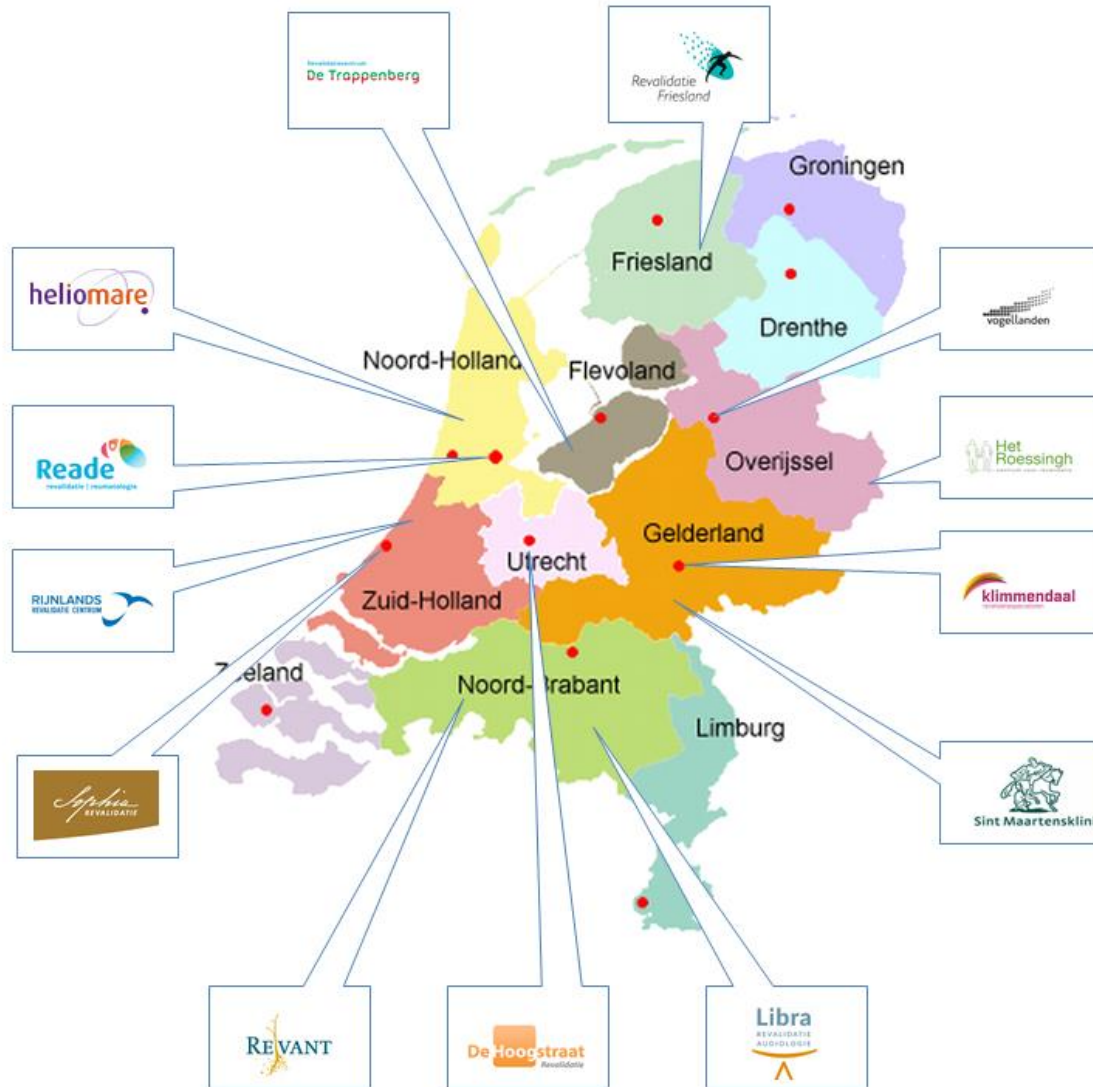 Revalidatiecentrum
De Trappenberg
Revalidatie
Friesland
Groningen
heliomare
Friesland
vogellanden
Drenthe
Noord-Holland
Flevoland
Reade
revalidatie | reumatologie
Overijssel
Het
Roessingh
Gelderland
Utrecht
RIJNLANDS
REVALIDATIE CENTRUM
klimmendaal
Zuid-Holland
Zeeland
Noord-Brabant
Limburg
Sophia
REVALIDATIE
Sint Maartensklini
Libra
REVALIDATIE
AUDIOLOGIE
REVANT
De Hoogstraat
Revalidatie